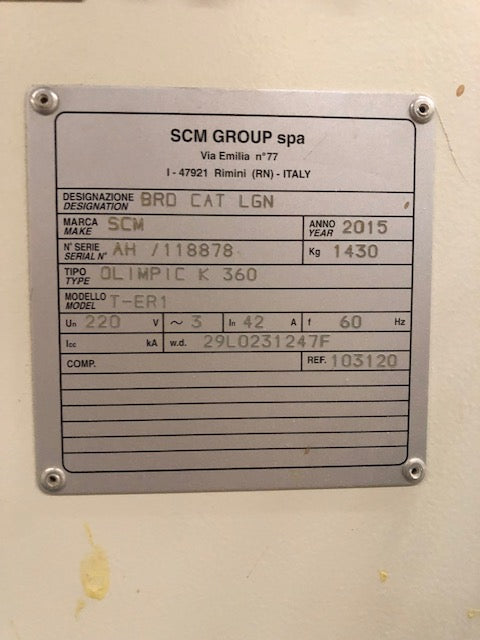 SCM GROUP spa
Via Emilia n°77
I - 47921 Rimini (RN) - ITALY
DESIGNAZIONE DESIGNATION BRD CAT LGN
MARCA MAKE SCM ANNO YEAR 2015
N° SERIE SERIAL N° AH /118878 Kg 1430
TIPO TYPE OLIMPIC K 360
MODELLO MODEL T-ER1
Un 220 V ~ 3 In 42 A f 60 Hz
Icc kA w.d. 29L0231247F
COMP. REF. 103120